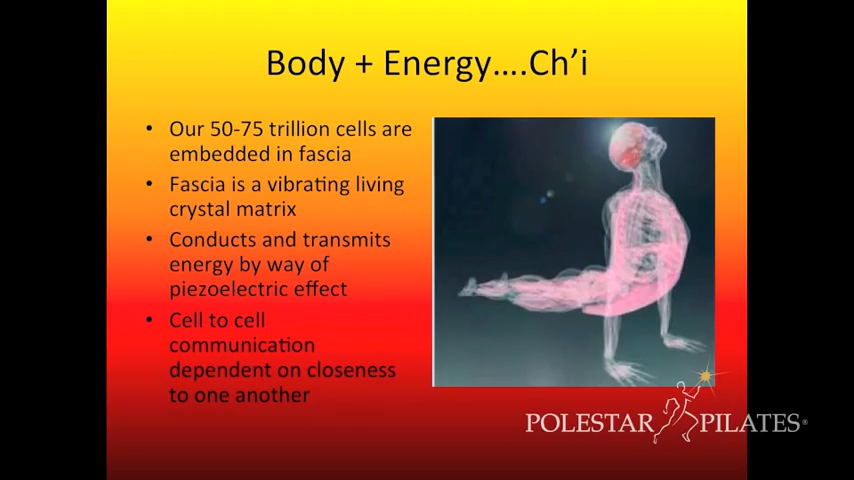 Body + Energy....Ch'i
• Our 50-75 trillion cells are
embedded in fascia
• Fascia is a vibrating living
crystal matrix
• Conducts and transmits
energy by way of
piezoelectric effect
• Cell to cell
communication
dependent on closeness
to one another
POLESTAR PILATES®